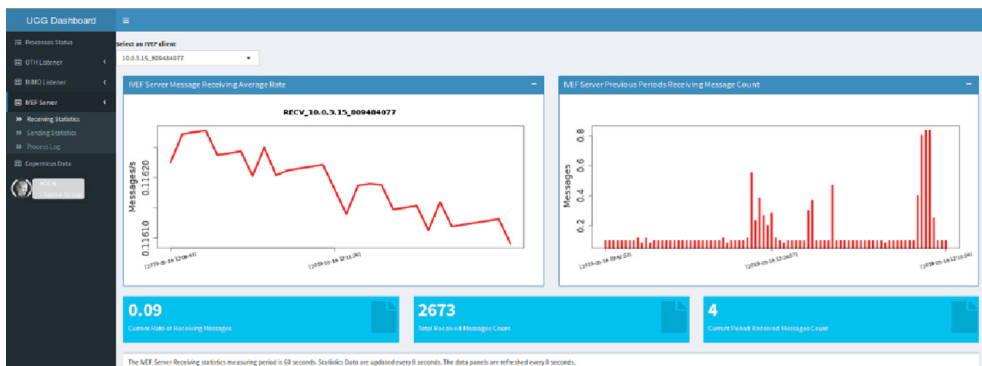 UCG Dashboard
Processes Status
OTH Listener
IVEF Server
Receiving Statistics
Sending Statistics
Process Log
Copernicus Data
Select an IVEF client
10.0.3.15_809484077
IVEF Server Message Receiving Average Rate
RECV_10.0.3.15_809484077
Messages/s
0.11620
0.11610
IVEF Server Previous Periods Receiving Message Count
Messages
0.8
0.6
0.4
0.2
0.09
Current Rate of Receiving Messages
2673
Total Received Messages Count
4
Current Period Received Messages Count
The IVEF Server Receiving statistics measuring period is 60 seconds. Statistics Data are updated every 8 seconds. The data panels are refreshed every 8 seconds.